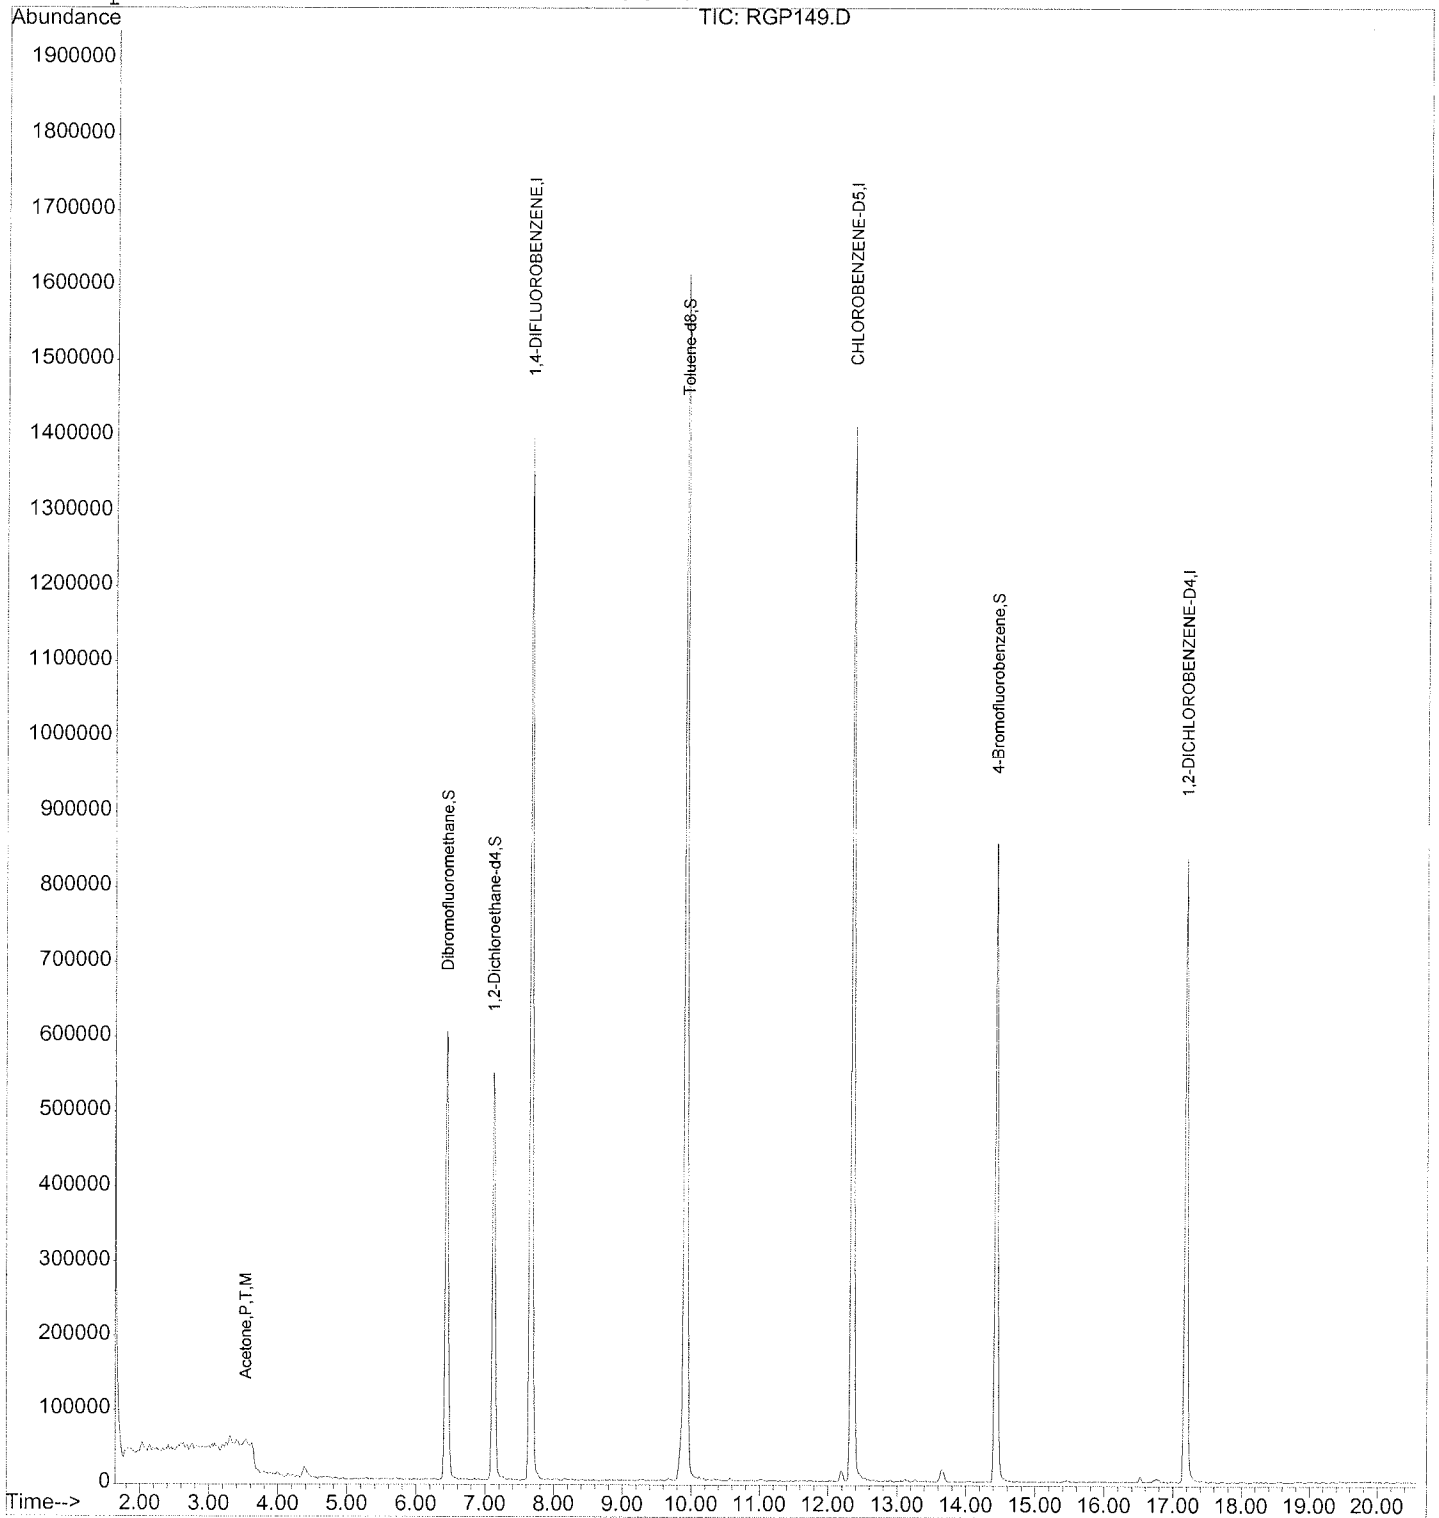 Abundance
TIC: RGP149.D
1900000
1800000
1700000
1600000
1500000
1400000
1300000
1200000
1100000
1000000
900000
800000
700000
600000
500000
400000
300000
200000
100000
0
Acetone,P,T,M
Dibromofluoromethane,S
1,2-Dichloroethane-d4,S
1,4-DIFLUOROBENZENE,I
Toluene-d8,S
CHLOROBENZENE-D5,I
4-Bromofluorobenzene,S
1,2-DICHLOROBENZENE-D4,I
Time--> 2.00 3.00 4.00 5.00 6.00 7.00 8.00 9.00 10.00 11.00 12.00 13.00 14.00 15.00 16.00 17.00 18.00 19.00 20.00